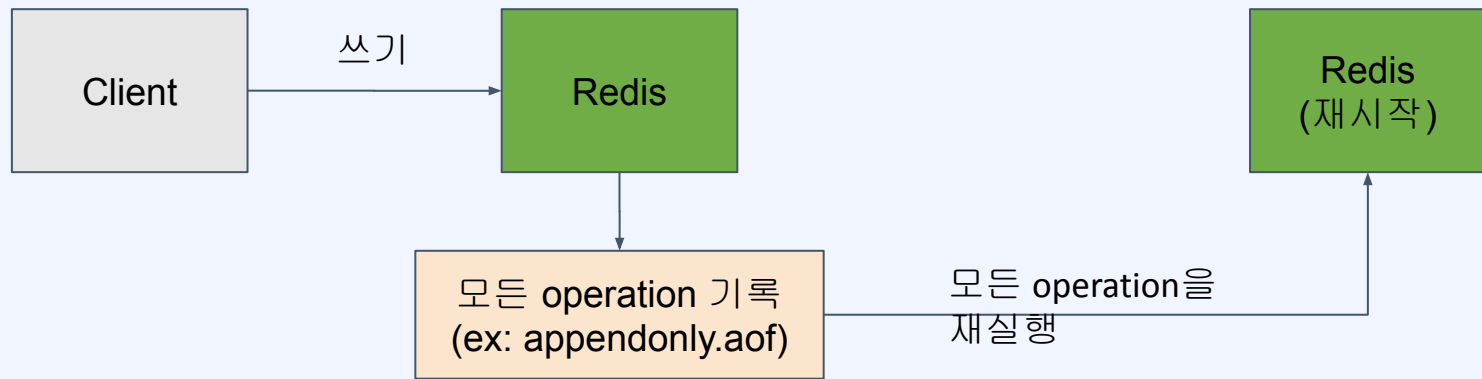 Client
쓰기
Redis
Redis
(재시작)
모든 operation 기록
(ex: appendonly.aof)
모든 operation을
재실행